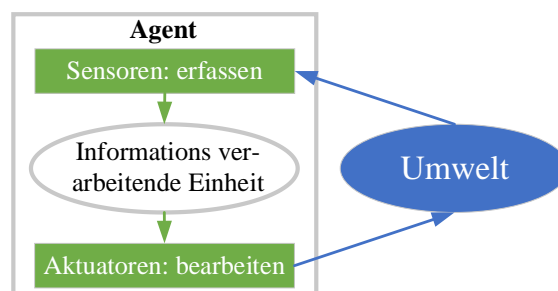 Agent
Sensoren: erfassen
Informations ver-
arbeitende Einheit
Umwelt
Aktuatoren: bearbeiten